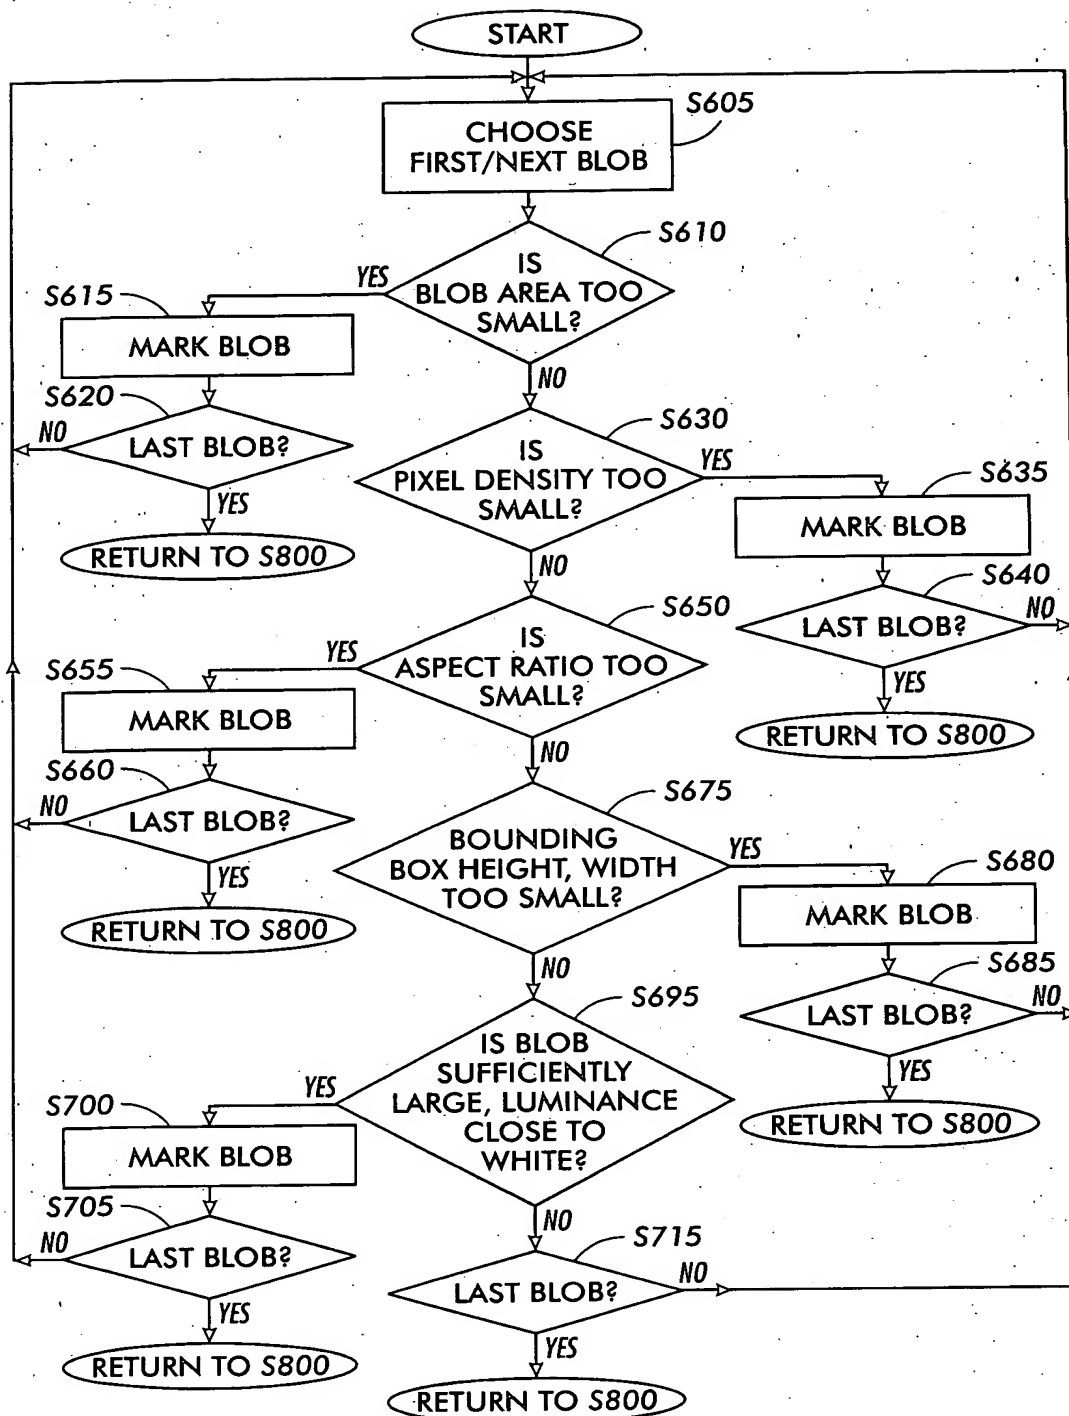 START
S605
CHOOSE
FIRST/NEXT BLOB
S610
IS
BLOB AREA TOO
SMALL?
YES
NO
S615
MARK BLOB
S620
LAST BLOB?
NO
YES
RETURN TO S800
S630
IS
PIXEL DENSITY TOO
SMALL?
YES
NO
S635
MARK BLOB
S640
LAST BLOB?
NO
YES
RETURN TO S800
S650
IS
ASPECT RATIO TOO
SMALL?
YES
NO
S655
MARK BLOB
S660
LAST BLOB?
NO
YES
RETURN TO S800
S675
BOUNDING
BOX HEIGHT, WIDTH
TOO SMALL?
YES
NO
S680
MARK BLOB
S685
LAST BLOB?
NO
YES
RETURN TO S800
S695
IS BLOB
SUFFICIENTLY
LARGE, LUMINANCE
CLOSE TO
WHITE?
YES
NO
S700
MARK BLOB
S705
LAST BLOB?
NO
YES
RETURN TO S800
S715
LAST BLOB?
NO
YES
RETURN TO S800